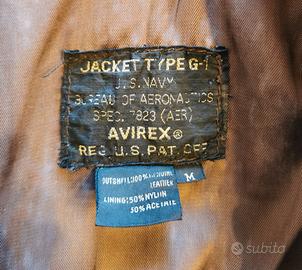 JACKET TYPE G-1
U.S. NAVY
BUREAU OF AERONAUTICS
SPEC. 7823 (AER)
AVIREX®
REG. U.S. PAT. OFF.
OUTSHELL:100% GENUINE
LEATHER
M
LINING:50% NYLON
50% ACETATE
subito